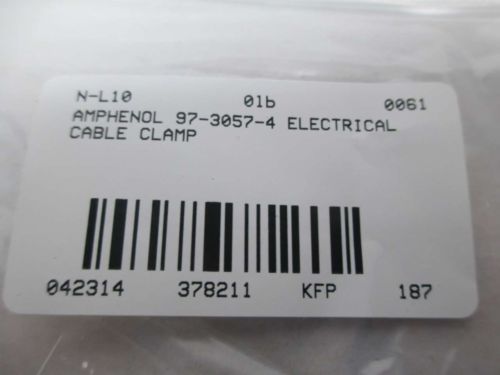 N-L10 01b 0061
AMPHENOL 97-3057-4 ELECTRICAL
CABLE CLAMP
042314 378211 KFP 187